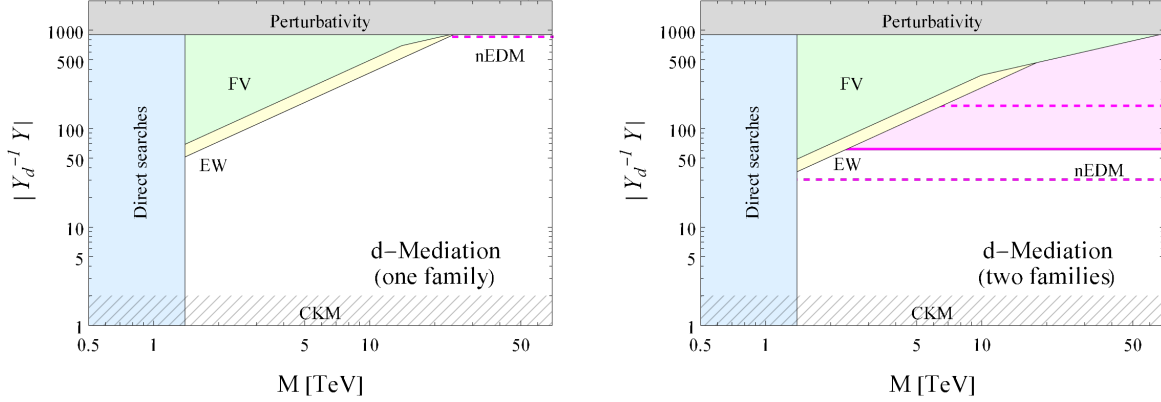 Perturbativity
1000
500
100
50
10
5
1
| Y_d^{-1} Y |
Direct searches
FV
EW
nEDM
d-Mediation
(one family)
CKM
0.5 1 5 10 50
M [TeV]
Perturbativity
1000
500
100
50
10
5
1
| Y_d^{-1} Y |
Direct searches
FV
EW
nEDM
d-Mediation
(two families)
CKM
0.5 1 5 10 50
M [TeV]